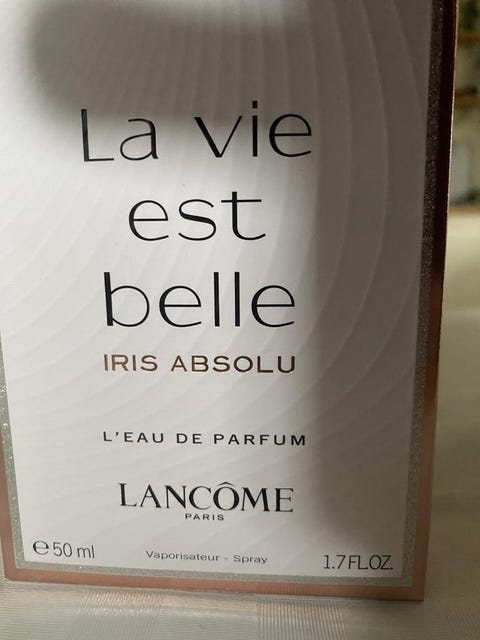 La vie
est
belle
IRIS ABSOLU
L'EAU DE PARFUM
LANCÔME
PARIS
℮50 ml Vaporisateur - Spray 1.7 FL.OZ.